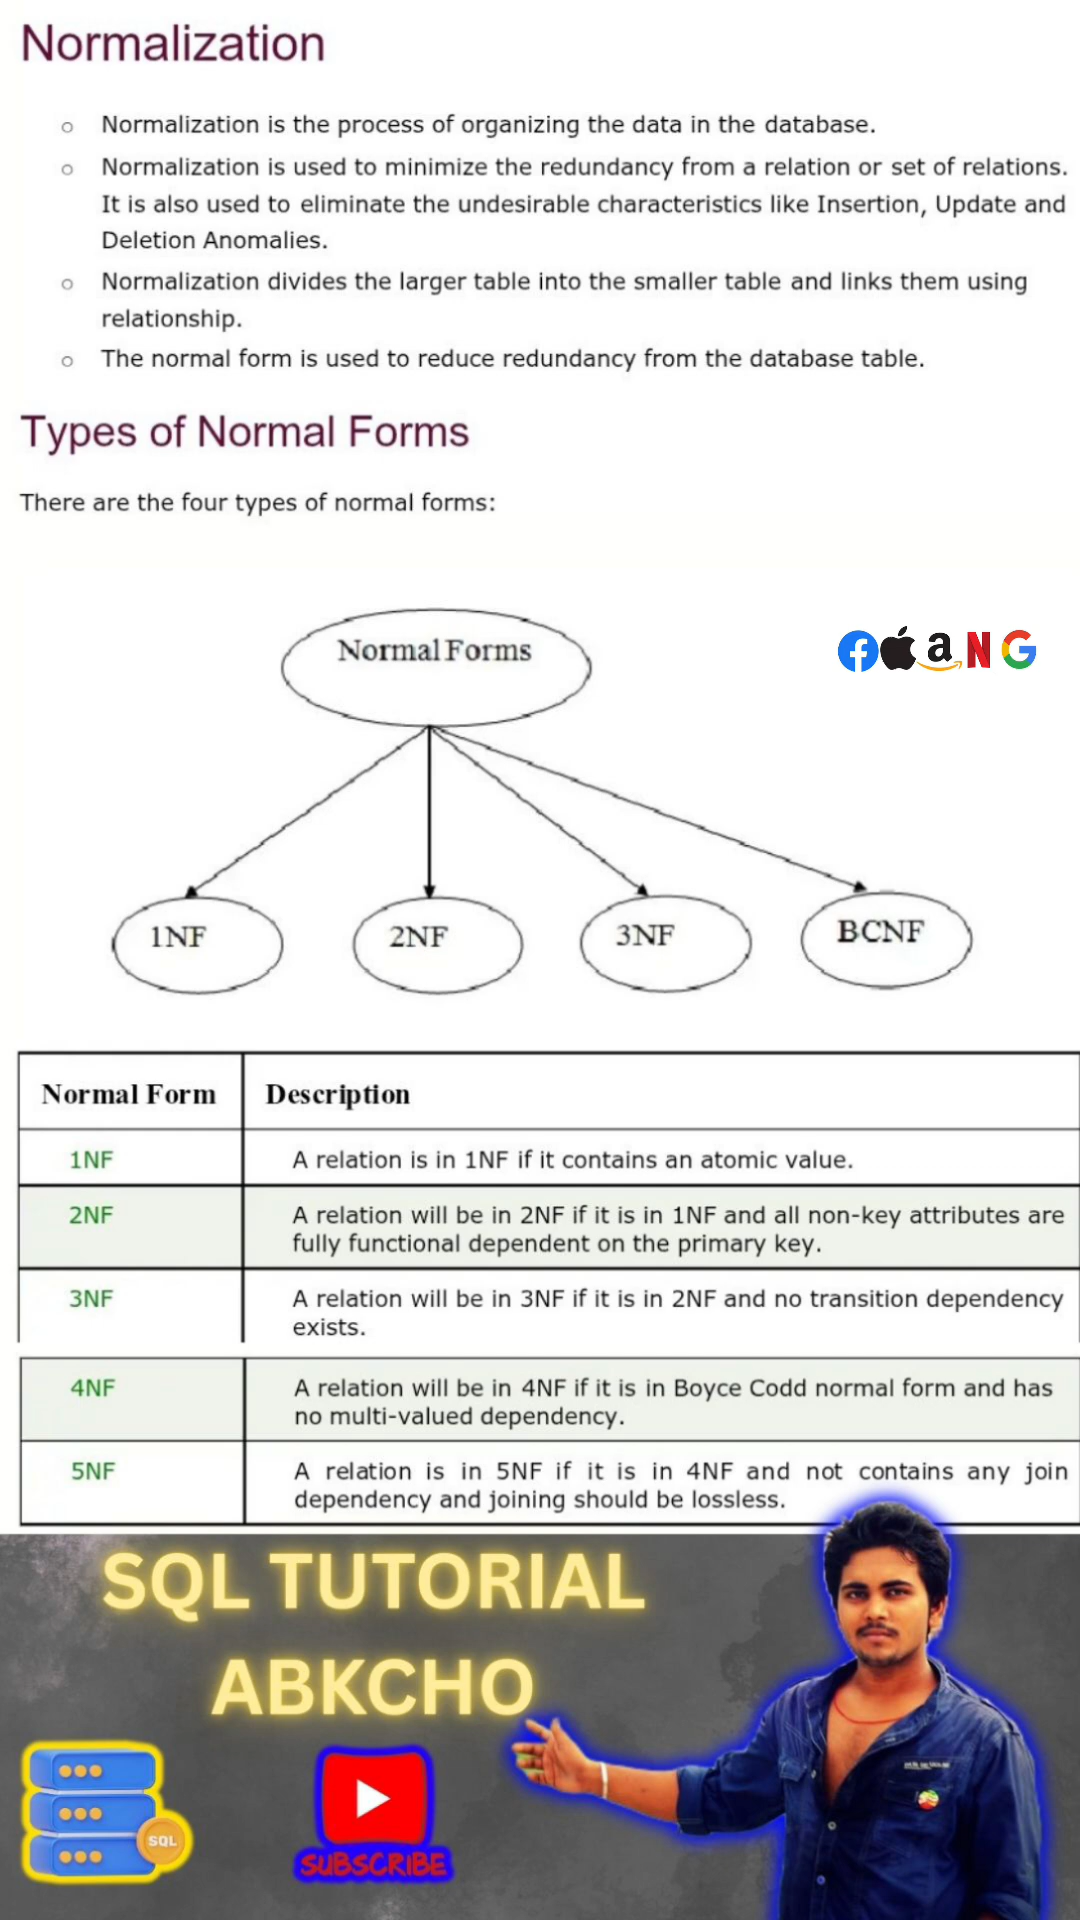 Normalization
Normalization is the process of organizing the data in the database.
Normalization is used to minimize the redundancy from a relation or set of relations.
It is also used to eliminate the undesirable characteristics like Insertion, Update and
Deletion Anomalies.
Normalization divides the larger table into the smaller table and links them using
relationship.
The normal form is used to reduce redundancy from the database table.
Types of Normal Forms
There are the four types of normal forms:
Normal Forms
1NF
2NF
3NF
BCNF
Normal Form
Description
1NF
A relation is in 1NF if it contains an atomic value.
2NF
A relation will be in 2NF if it is in 1NF and all non-key attributes are
fully functional dependent on the primary key.
3NF
A relation will be in 3NF if it is in 2NF and no transition dependency
exists.
4NF
A relation will be in 4NF if it is in Boyce Codd normal form and has
no multi-valued dependency.
5NF
A relation is in 5NF if it is in 4NF and not contains any join
dependency and joining should be lossless.
SQL TUTORIAL
ABKCHO
SQL
SUBSCRIBE